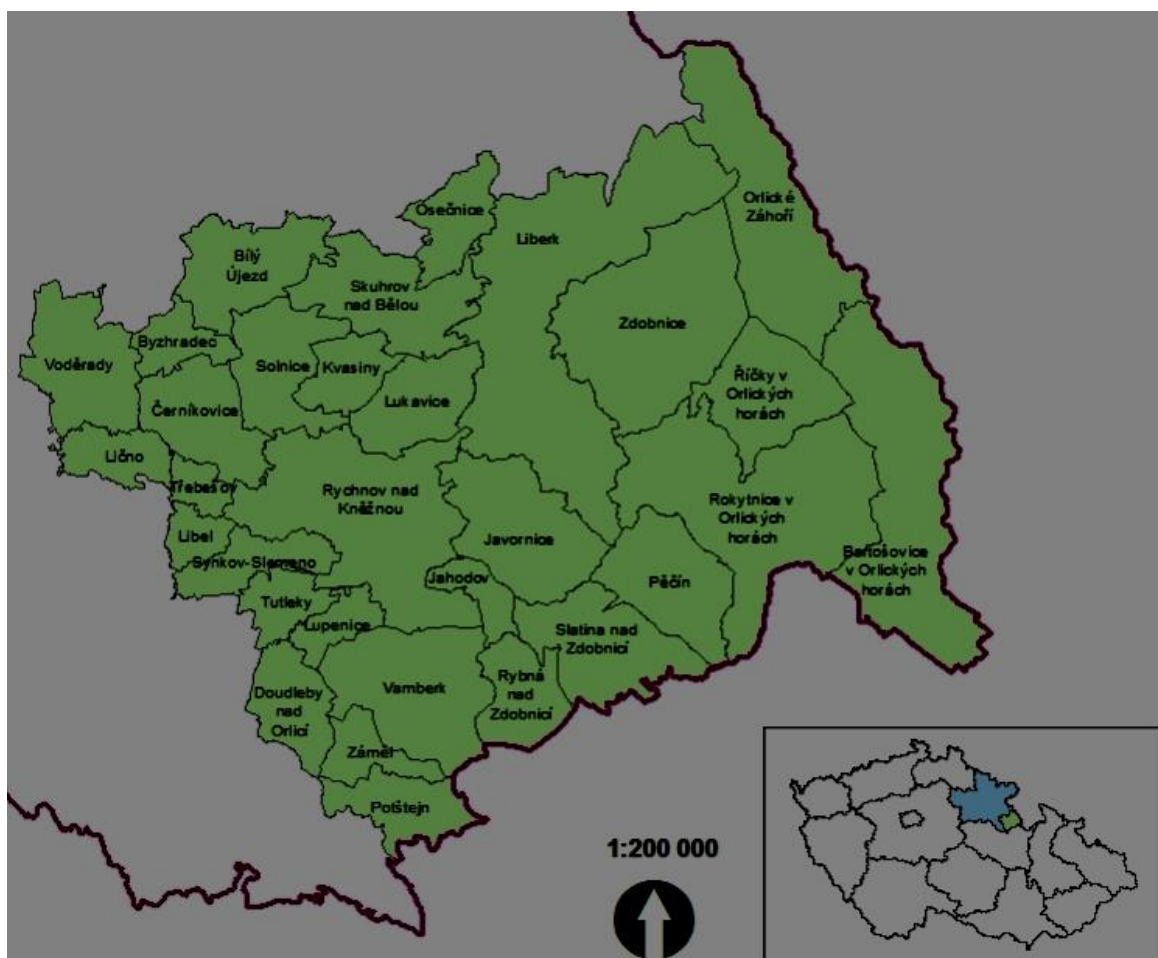 Orlické
Záhoří
Osečnice
Liberk
Bílý
Újezd
Skuhrov
nad Bělou
Zdobnice
Byzhradec
Voděrady
Solnice
Kvasiny
Říčky v
Orlických
horách
Lukavice
Černíkovice
Lično
Třebešov
Rychnov nad
Kněžnou
Rokytnice v
Orlických
horách
Libel
Javornice
Synkov-Slemeno
Bartošovice
v Orlických
horách
Jahodov
Pěčín
Tutleky
Lupenice
Slatina nad
Zdobnicí
Vamberk
Rybná
nad
Zdobnicí
Doudleby
nad
Orlicí
Záměl
Potštejn
1:200 000